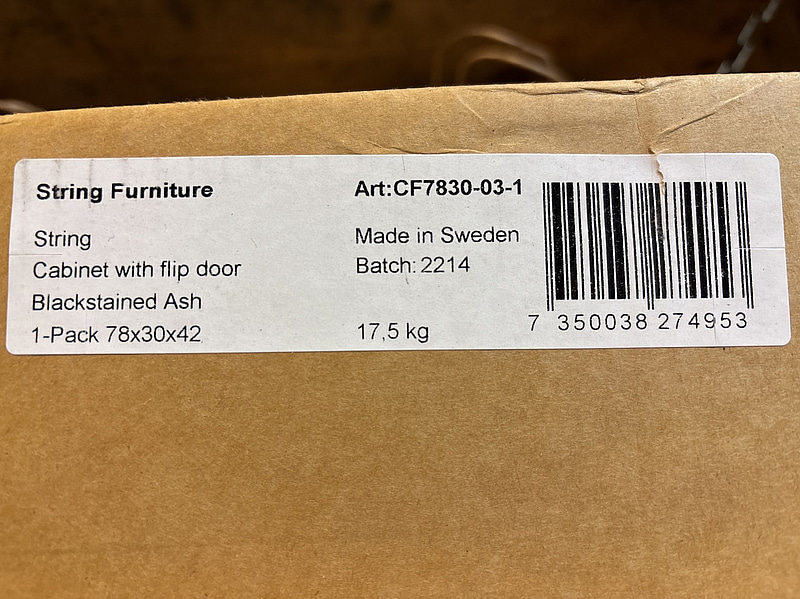 String Furniture
String
Cabinet with flip door
Blackstained Ash
1-Pack 78x30x42
Art:CF7830-03-1
Made in Sweden
Batch: 2214
17,5 kg
7 350038 274953